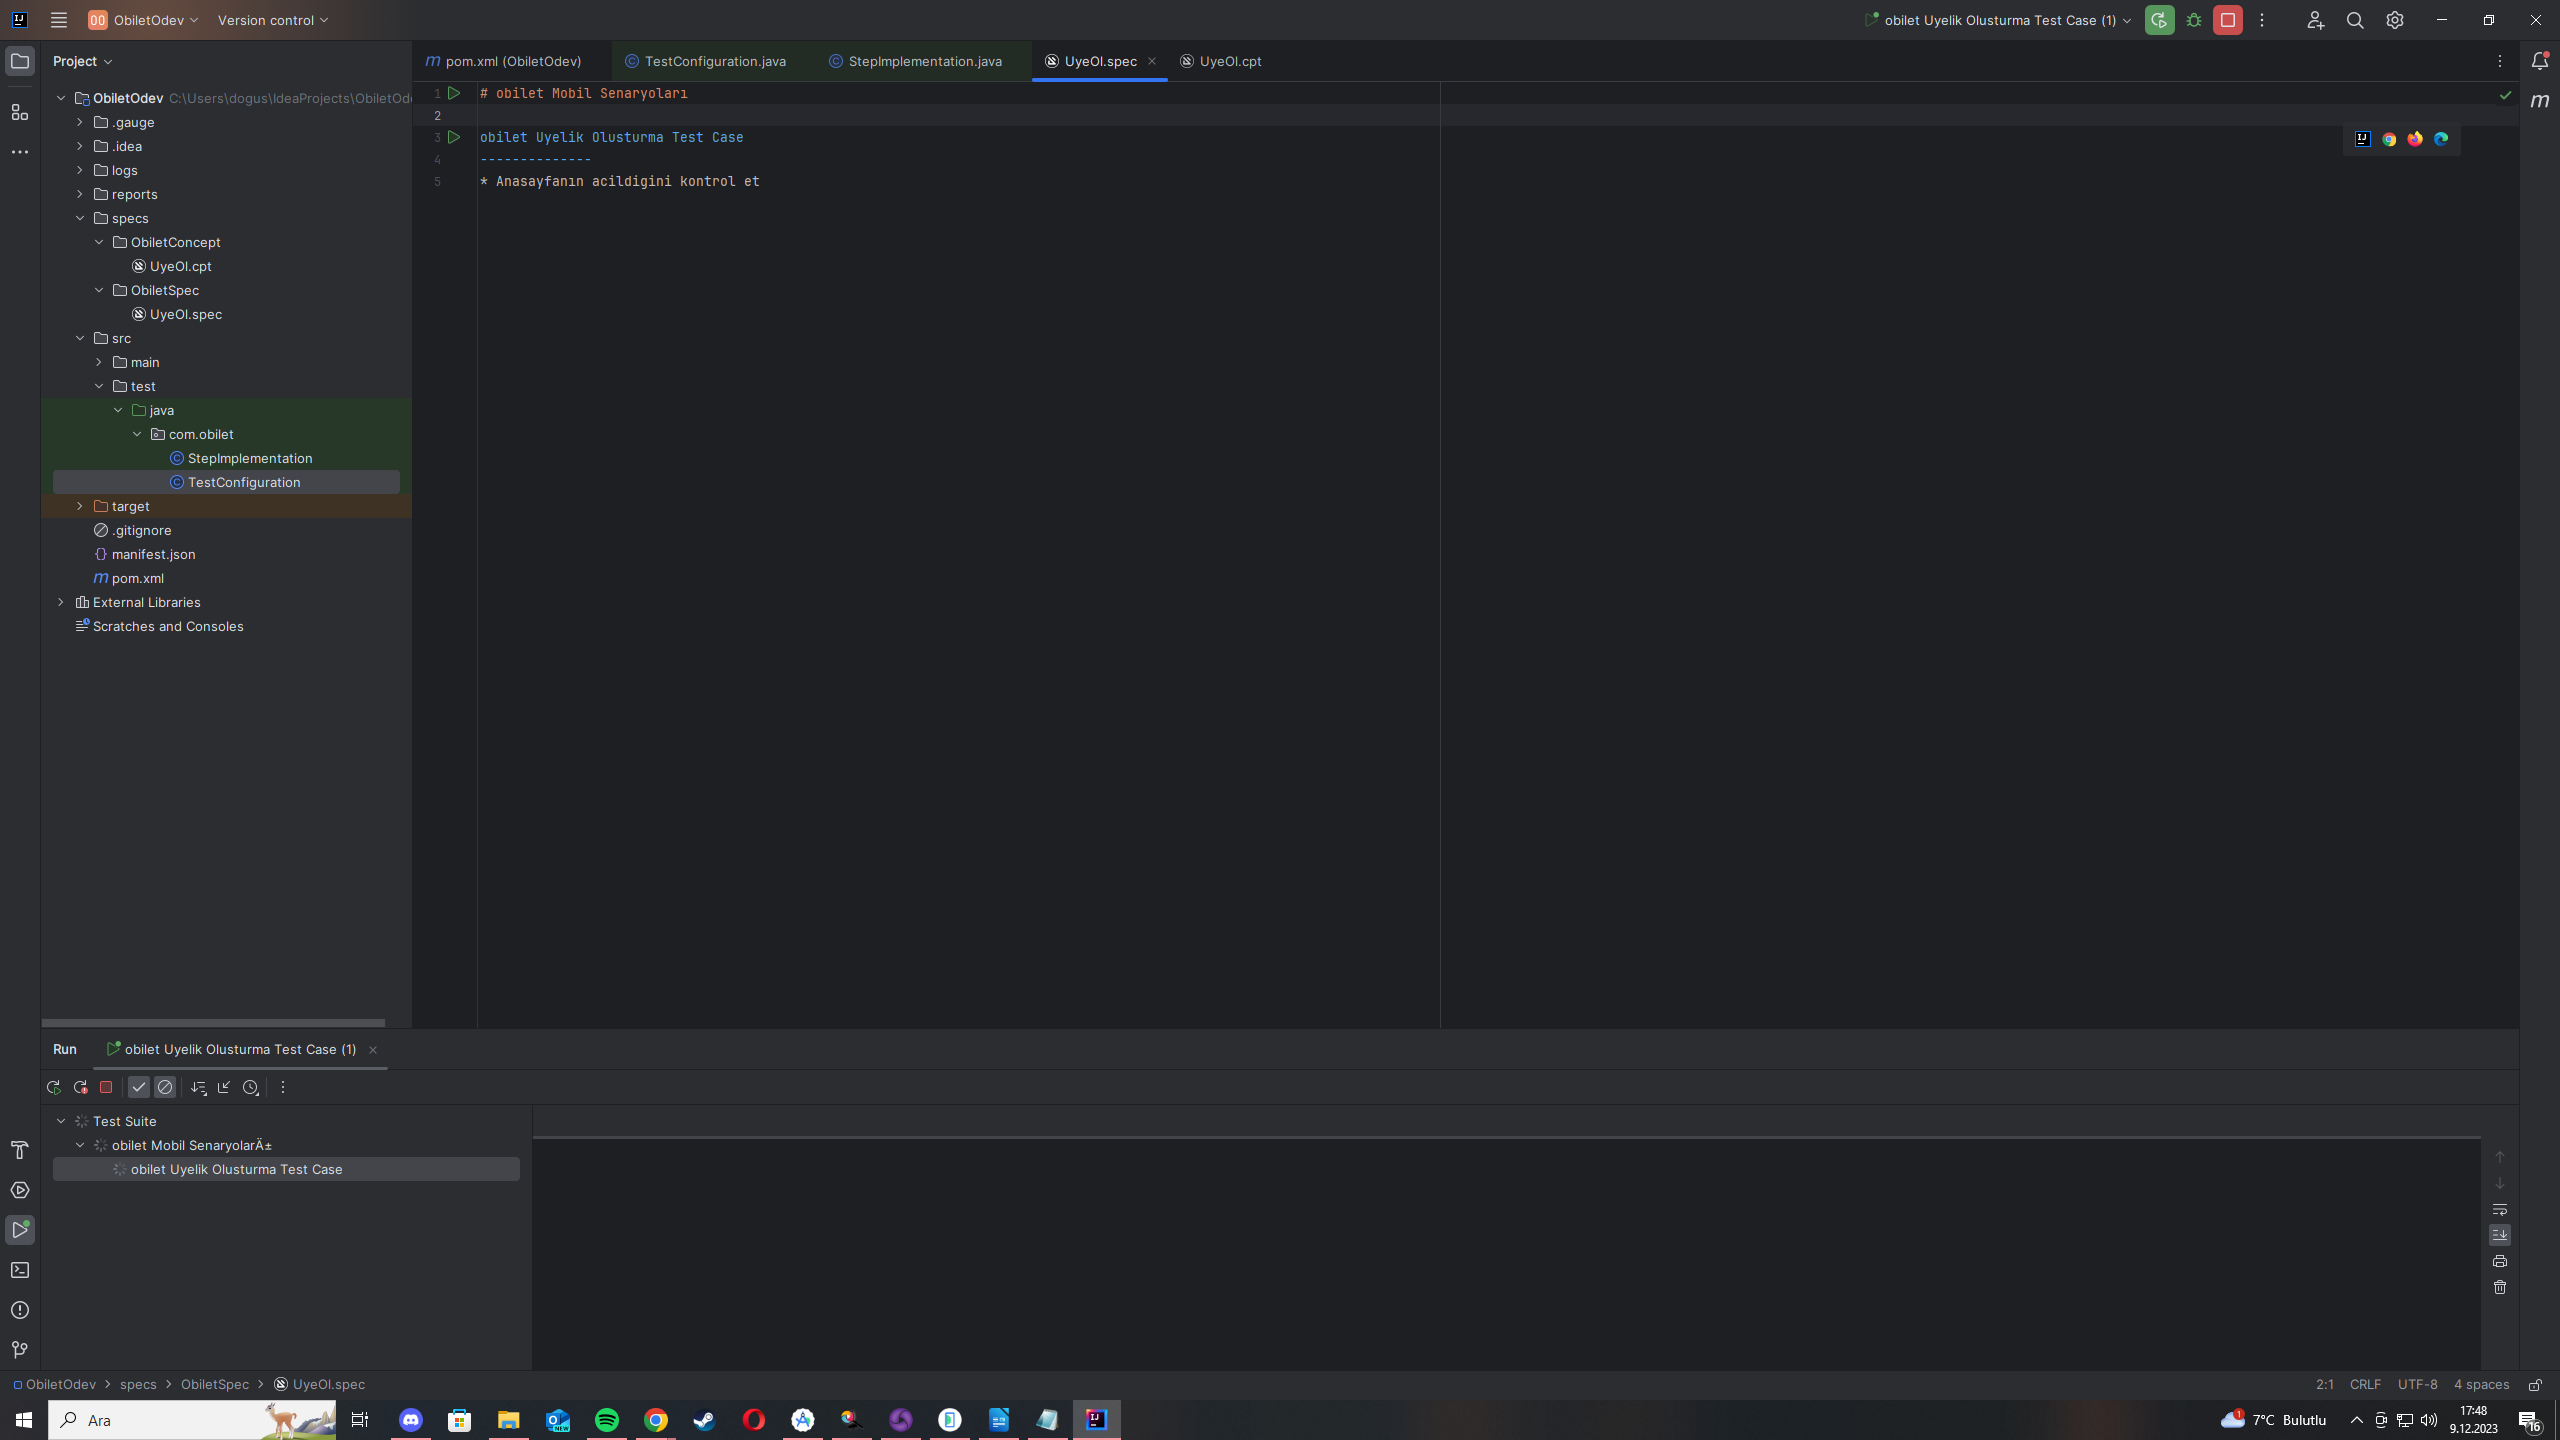 ObiletOdev
Version control
obilet Uyelik Olusturma Test Case (1)
Project
pom.xml (ObiletOdev)
TestConfiguration.java
StepImplementation.java
UyeOl.spec
UyeOl.cpt
ObiletOdev C:\Users\dogus\IdeaProjects\ObiletOde
.gauge
.idea
logs
reports
specs
ObiletConcept
UyeOl.cpt
ObiletSpec
UyeOl.spec
src
main
test
java
com.obilet
StepImplementation
TestConfiguration
target
.gitignore
manifest.json
pom.xml
External Libraries
Scratches and Consoles
1 # obilet Mobil Senaryoları
2
3 obilet Uyelik Olusturma Test Case
4 --------------
5 * Anasayfanın acildigini kontrol et
Run
obilet Uyelik Olusturma Test Case (1)
Test Suite
obilet Mobil SenaryolarÄ±
obilet Uyelik Olusturma Test Case
ObiletOdev > specs > ObiletSpec > UyeOl.spec
2:1 CRLF UTF-8 4 spaces
Ara
7°C Bulutlu
17:48
9.12.2023
16